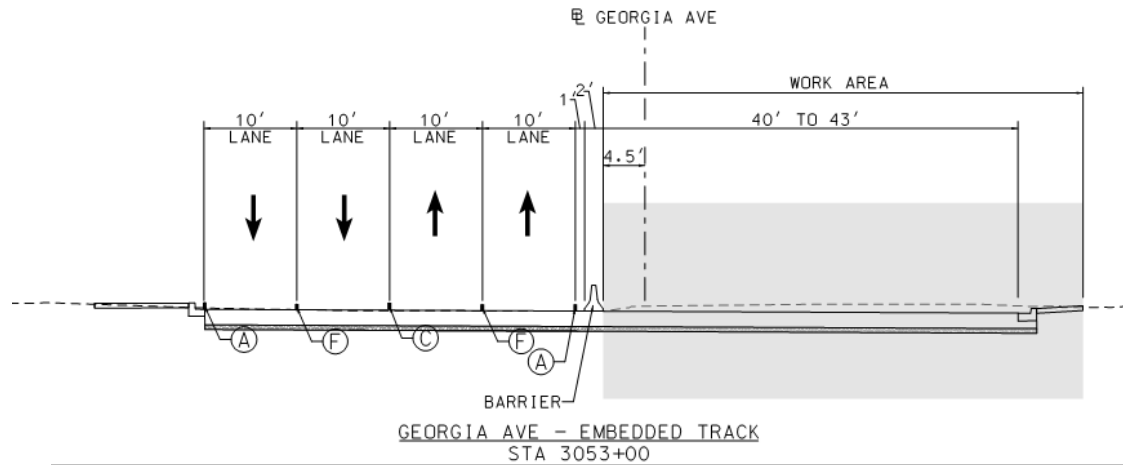 ℄ GEORGIA AVE
WORK AREA
10' 10' 10' 10' 1' 2' 40' TO 43'
LANE LANE LANE LANE
4.5'
A F C F A
BARRIER
GEORGIA AVE - EMBEDDED TRACK
STA 3053+00